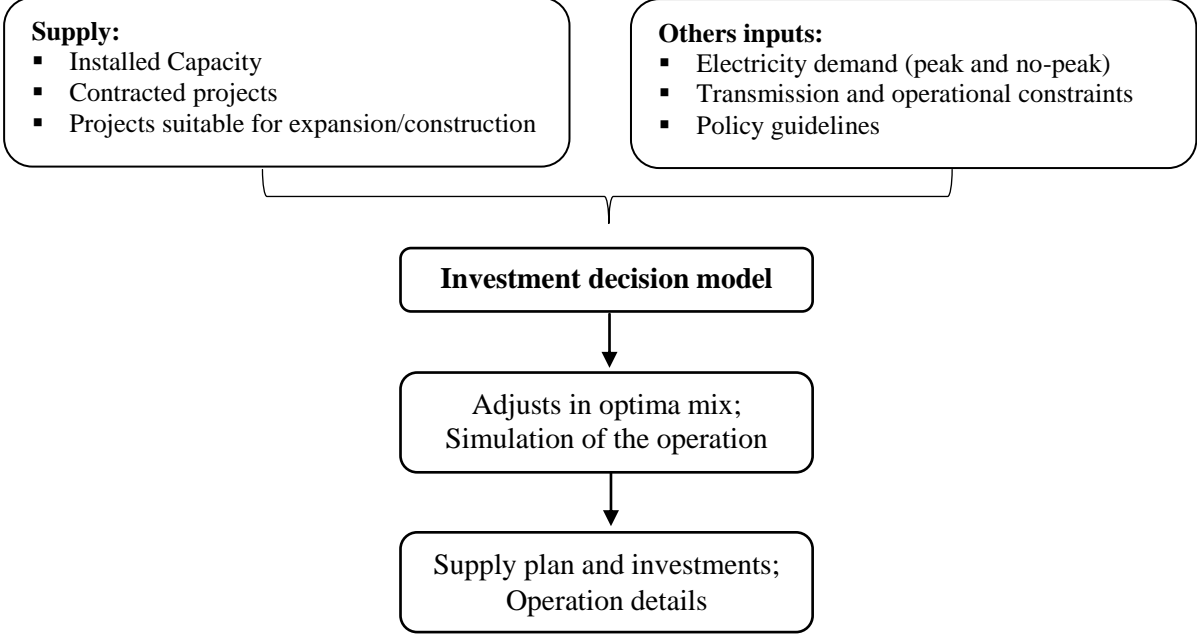 Supply:
▪ Installed Capacity
▪ Contracted projects
▪ Projects suitable for expansion/construction
Others inputs:
▪ Electricity demand (peak and no-peak)
▪ Transmission and operational constraints
▪ Policy guidelines
Investment decision model
Adjusts in optima mix;
Simulation of the operation
Supply plan and investments;
Operation details